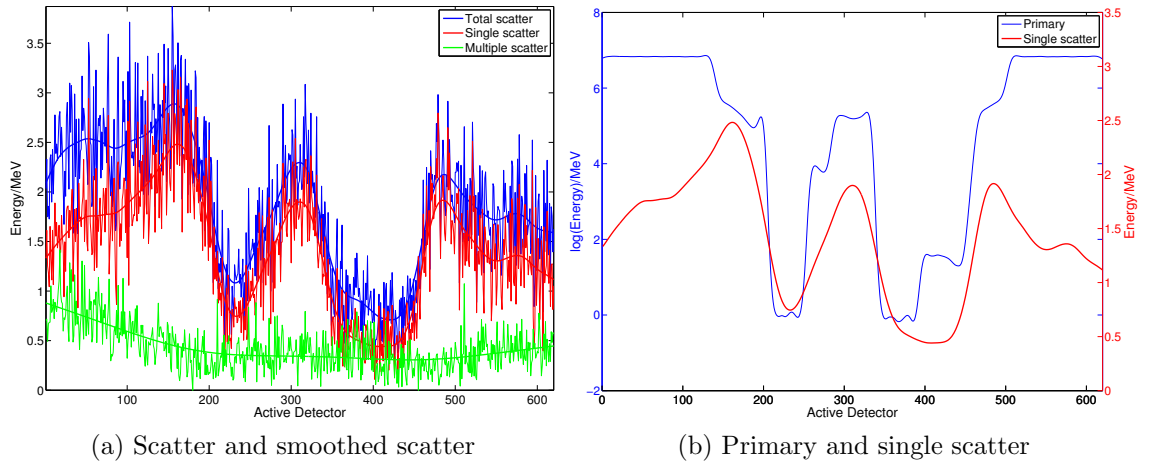 Total scatter
Single scatter
Multiple scatter
Energy/MeV
3.5
3
2.5
2
1.5
1
0.5
0
100 200 300 400 500 600
Active Detector
(a) Scatter and smoothed scatter
Primary
Single scatter
log(Energy)/MeV
8
6
4
2
0
−2
Energy/MeV
3.5
3
2.5
2
1.5
1
0.5
0
0 100 200 300 400 500 600
Active Detector
(b) Primary and single scatter